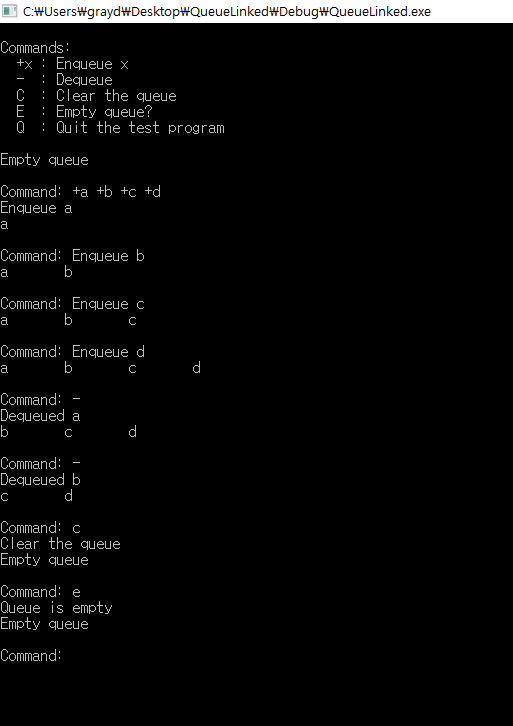 C:₩Users₩grayd₩Desktop₩QueueLinked₩Debug₩QueueLinked.exe
Commands:
+x : Enqueue x
- : Dequeue
C : Clear the queue
E : Empty queue?
Q : Quit the test program
Empty queue
Command: +a +b +c +d
Enqueue a
a
Command: Enqueue b
a b
Command: Enqueue c
a b c
Command: Enqueue d
a b c d
Command: -
Dequeued a
b c d
Command: -
Dequeued b
c d
Command: c
Clear the queue
Empty queue
Command: e
Queue is empty
Empty queue
Command: